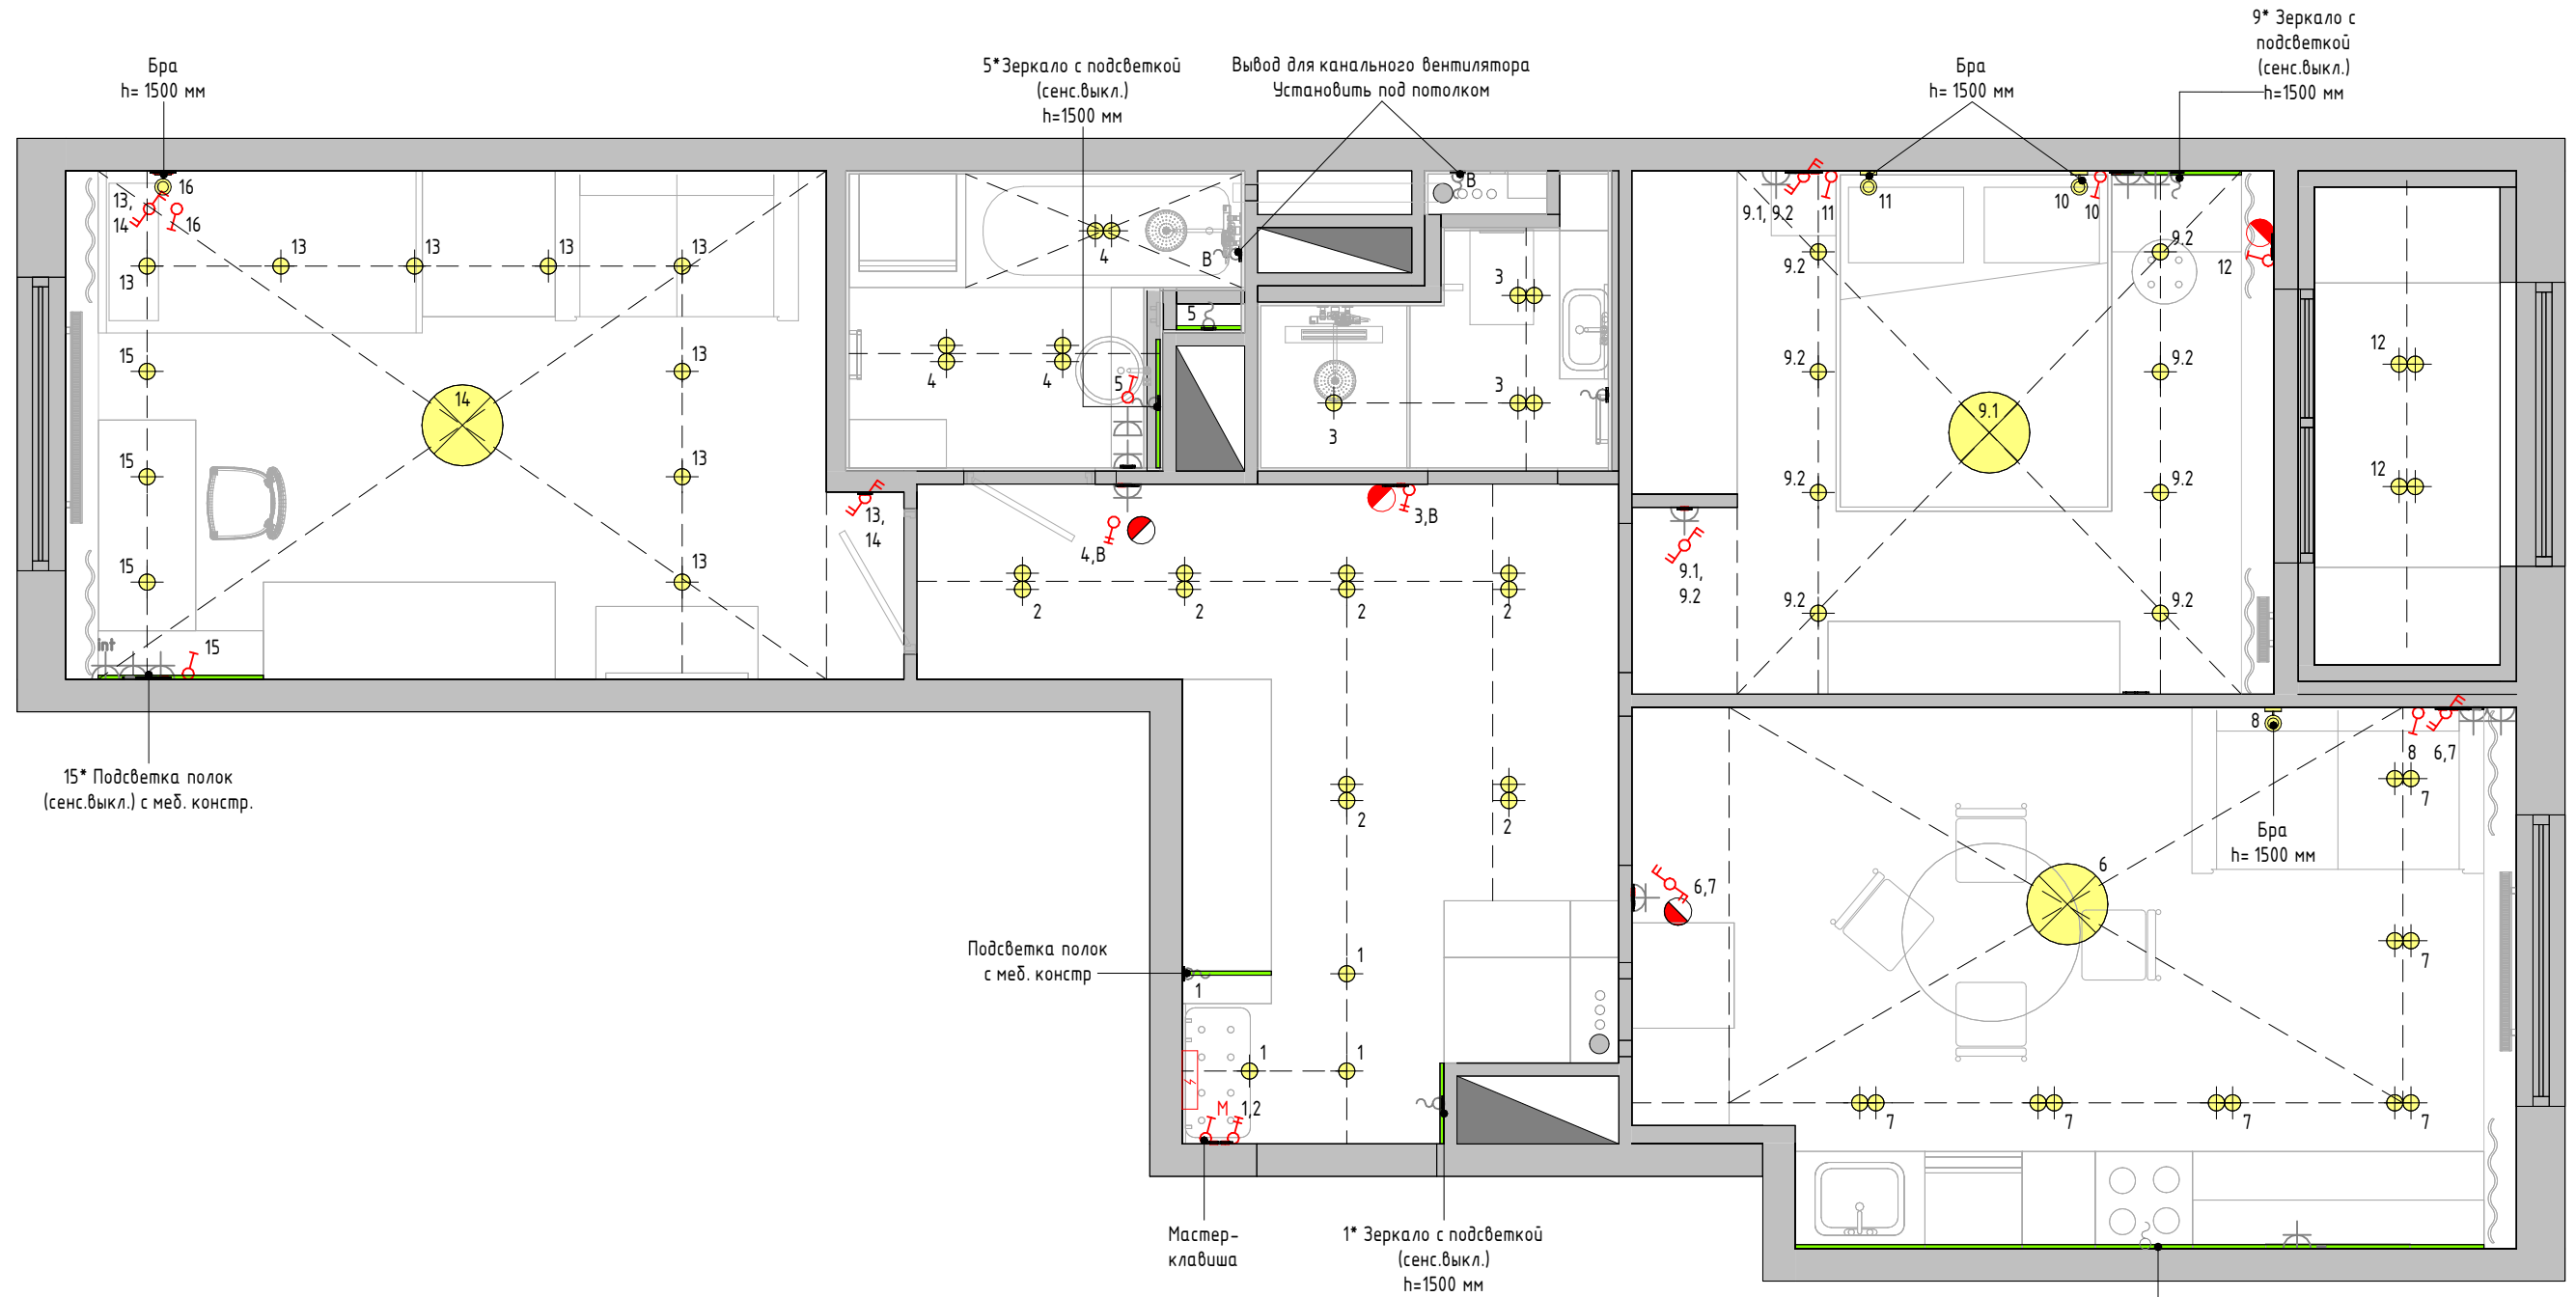 9* Зеркало с
подсветкой
(сенс.выкл.)
h=1500 мм
Бра
h= 1500 мм
5*Зеркало с подсветкой
(сенс.выкл.)
h=1500 мм
Вывод для канального вентилятора
Установить под потолком
Бра
h= 1500 мм
16
13,
14
16
13
13
13
13
13
15
13
14
15
13
15
13
15
int
13,
14
4
В
В
5
4
4
5
3
3
3
4,В
3,В
2
2
2
2
2
2
1
1
1
1
М
1,2
9.1, 9.2
11
11
10
10
9.2
9.2
12
9.2
9.2
9.1
9.2
9.2
9.1,
9.2
9.2
9.2
12
12
8
8
6,7
7
Бра
h= 1500 мм
6
6,7
7
7
7
7
7
15* Подсветка полок
(сенс.выкл.) с меб. констр.
Подсветка полок
с меб. констр
Мастер-
клавиша
1* Зеркало с подсветкой
(сенс.выкл.)
h=1500 мм